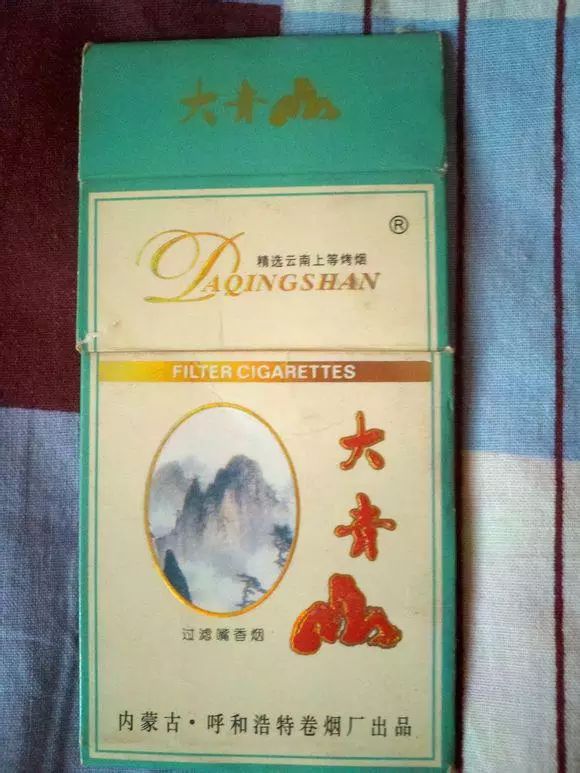 大青山
®
精选云南上等烤烟
DAQINGSHAN
FILTER CIGARETTES
大青山
过滤嘴香烟
内蒙古·呼和浩特卷烟厂出品